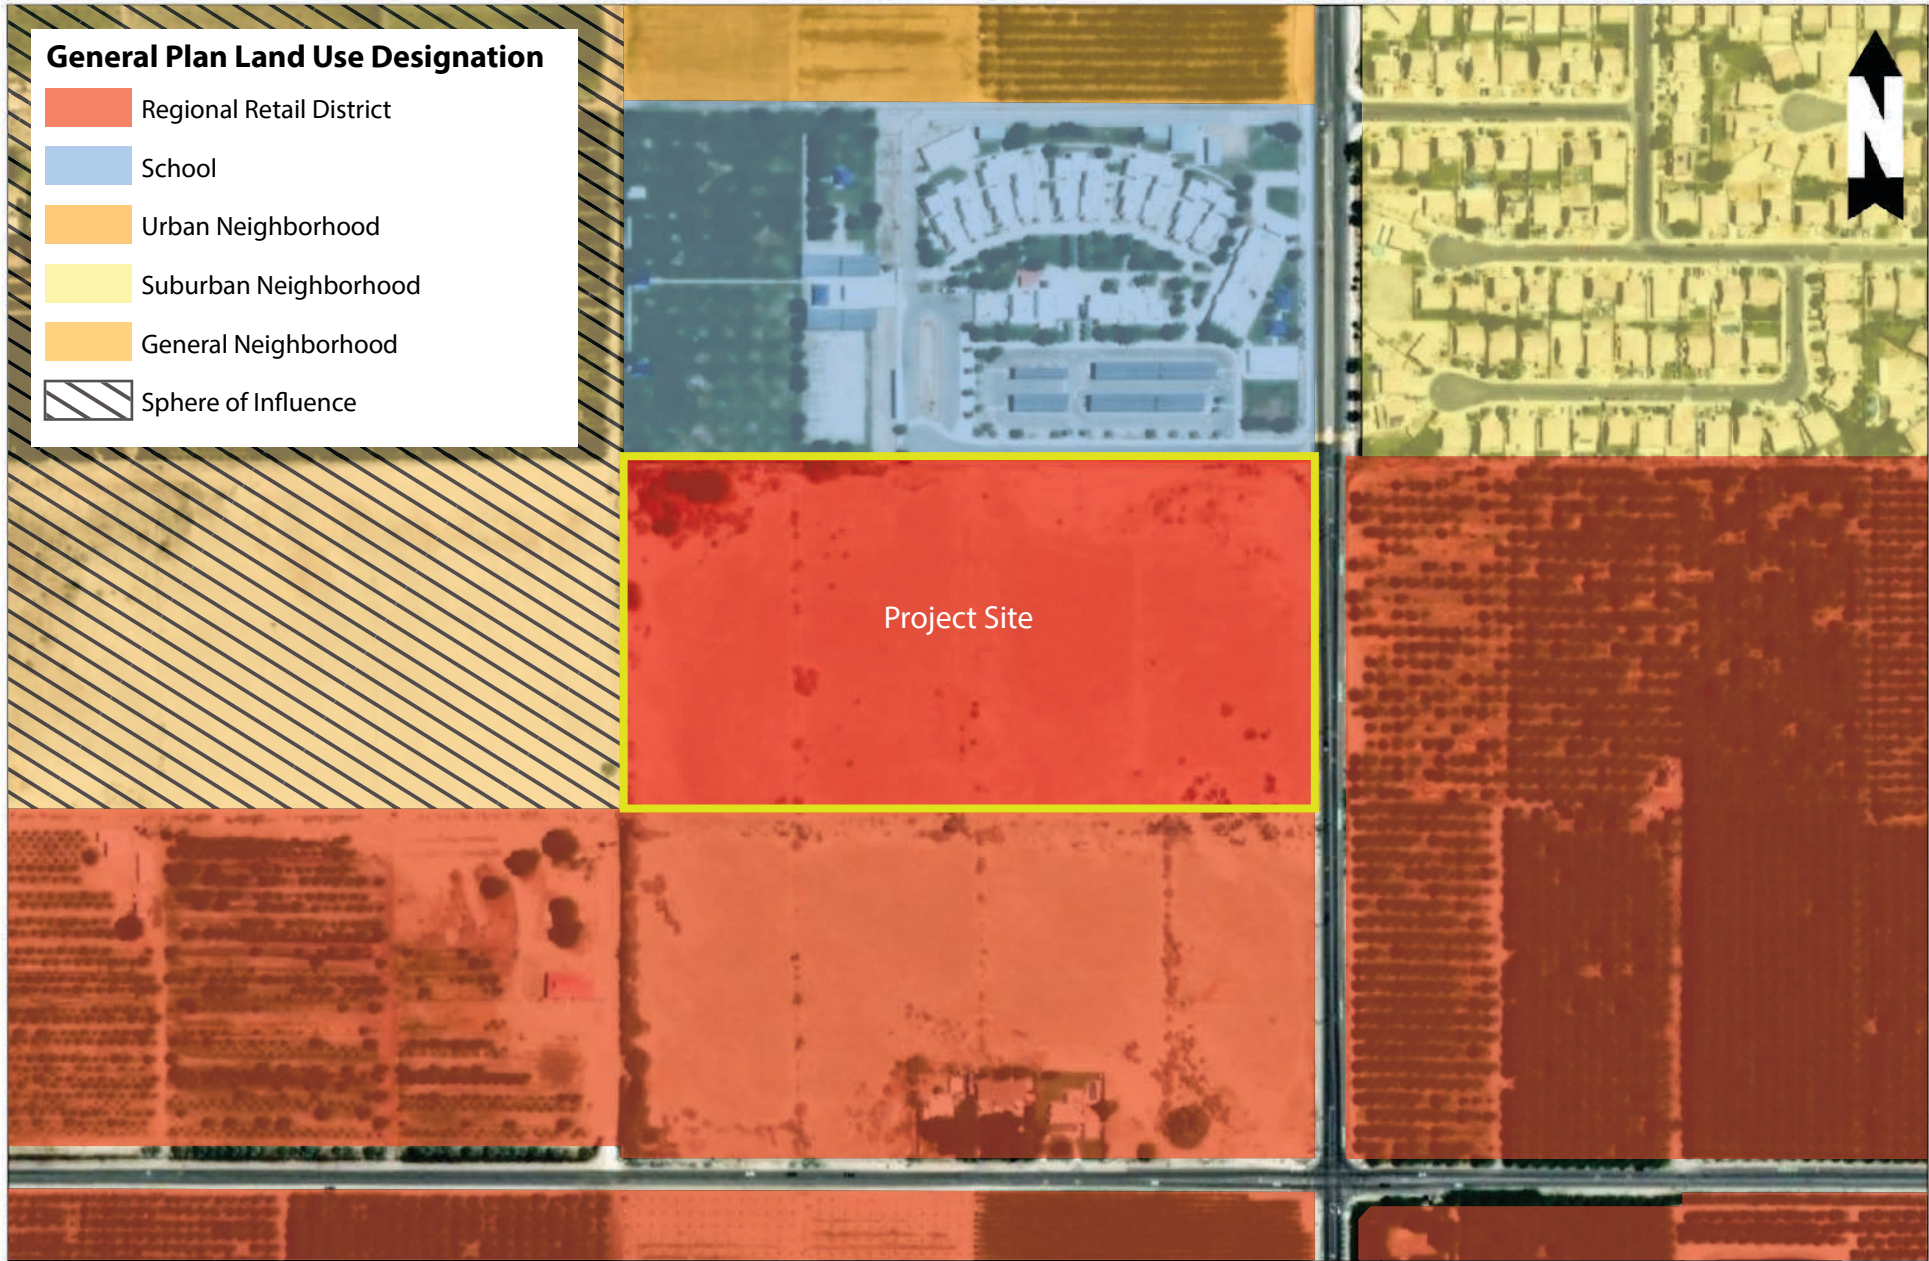 General Plan Land Use Designation
Regional Retail District
School
Urban Neighborhood
Suburban Neighborhood
General Neighborhood
Sphere of Influence
N
Project Site